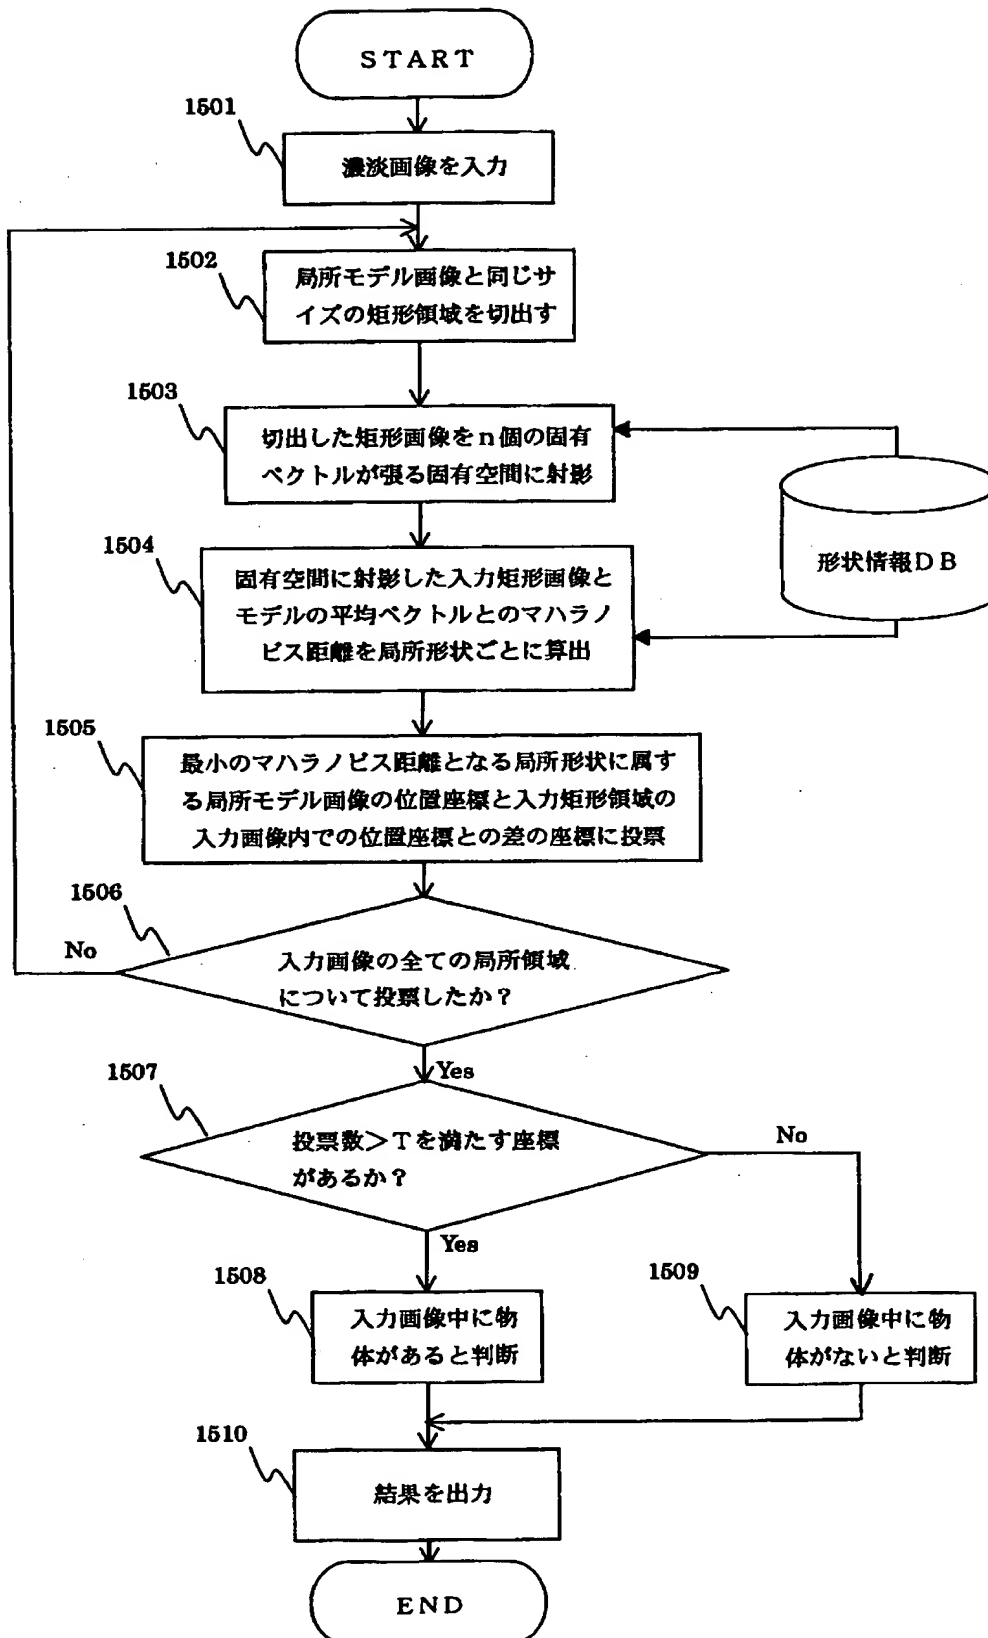 START
1501
濃淡画像を入力
1502
局所モデル画像と同じサ
イズの矩形領域を切出す
1503
切出した矩形画像をn個の固有
ベクトルが張る固有空間に射影
形状情報DB
1504
固有空間に射影した入力矩形画像と
モデルの平均ベクトルとのマハラノ
ビス距離を局所形状ごとに算出
1505
最小のマハラノビス距離となる局所形状に属す
る局所モデル画像の位置座標と入力矩形領域の
入力画像内での位置座標との差の座標に投票
1506
No
入力画像の全ての局所領域
について投票したか?
Yes
1507
投票数>Tを満たす座標
があるか?
No
Yes
1508
入力画像中に物
体があると判断
1509
入力画像中に物
体がないと判断
1510
結果を出力
END